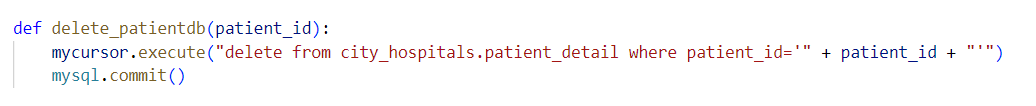 def delete_patientdb(patient_id):
    mycursor.execute("delete from city_hospitals.patient_detail where patient_id='" + patient_id + "'")
    mysql.commit()